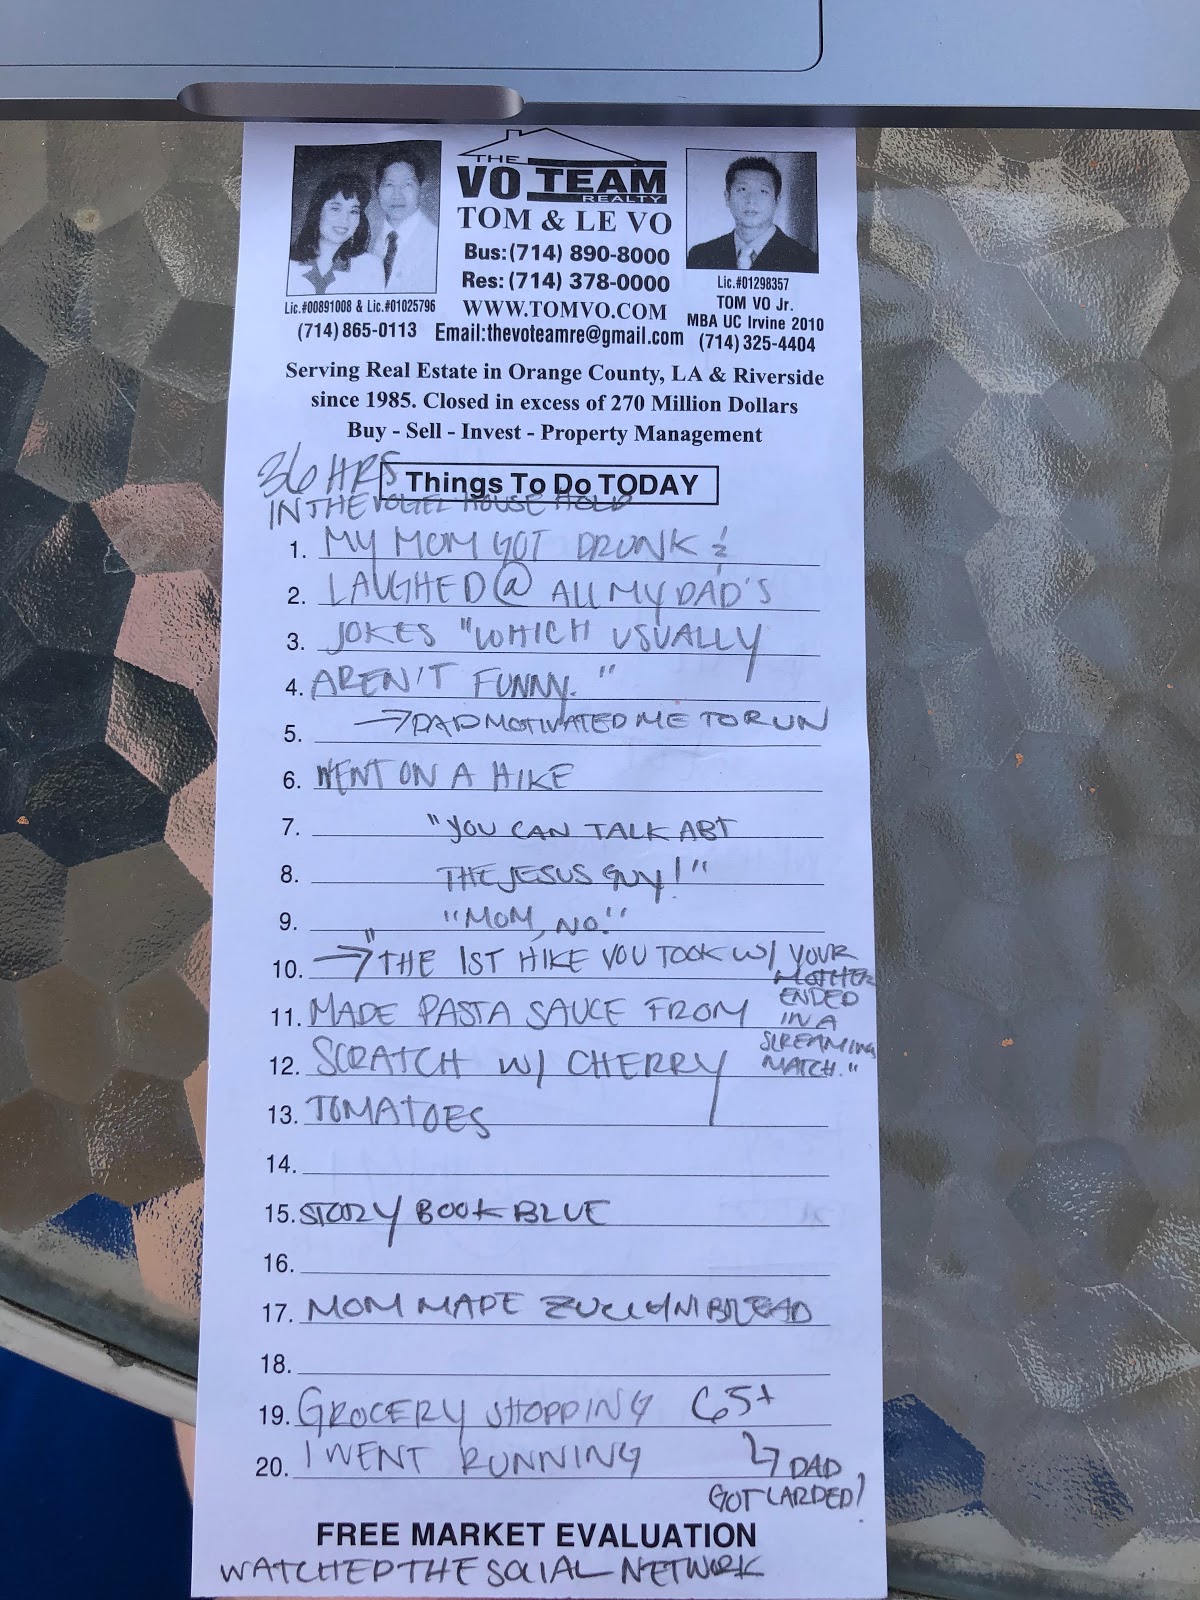 THE
VO TEAM
REALTY
TOM & LE VO
Bus:(714) 890-8000
Res:(714) 378-0000
WWW.TOMVO.COM
Email:thevoteamre@gmail.com
Lic.#00891008 & Lic.#01025796
(714) 865-0113
Lic.#01298357
TOM VO Jr.
MBA UC Irvine 2010
(714) 325-4404
Serving Real Estate in Orange County, LA & Riverside
since 1985. Closed in excess of 270 Million Dollars
Buy - Sell - Invest - Property Management
36 HRS
Things To Do TODAY
IN THE VOGEL HOUSE HOLD
1. MY MOM GOT DRUNK &
2. LAUGHED @ ALL MY DAD'S
3. JOKES "WHICH USUALLY
4. AREN'T FUNNY."
5. → DAD MOTIVATED ME TO RUN
6. WENT ON A HIKE
7. "YOU CAN TALK ABT
8. THE JESUS GUY!"
9. "MOM, NO."
10. → "THE 1ST HIKE YOU TOOK W/ YOUR
MOTHER
ENDED
IN A
SCREAMING
MATCH."
11. MADE PASTA SAUCE FROM
12. SCRATCH W/ CHERRY
13. TOMATOES
14.
15. STORY BOOK BLUE
16.
17. MOM MADE ZUCCHINI BREAD
18.
19. GROCERY SHOPPING 65+
↳ DAD
GOT CARDED!
20. I WENT RUNNING
FREE MARKET EVALUATION
WATCHED THE SOCIAL NETWORK